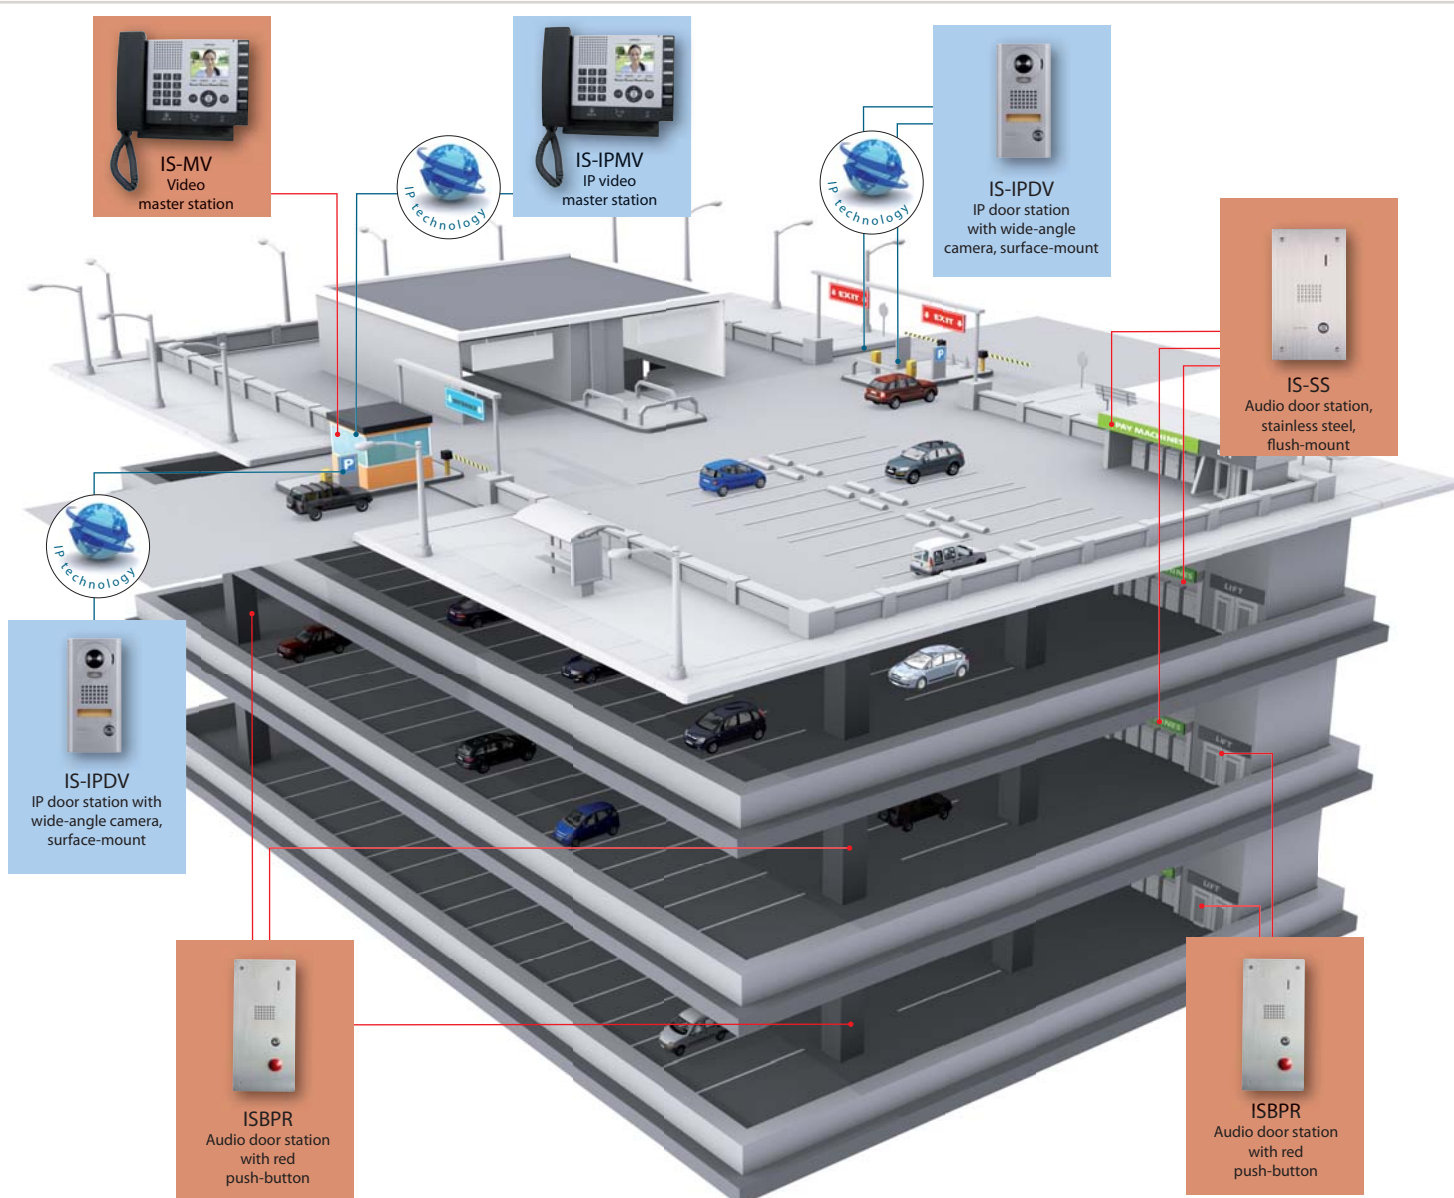 IS-MV
Video
master station
IP technology
IS-IPMV
IP video
master station
IP technology
IS-IPDV
IP door station
with wide-angle
camera, surface-mount
IS-SS
Audio door station,
stainless steel,
flush-mount
EXIT
EXIT
P
PAY MACHINES
P
IP technology
LIFT
IS-IPDV
IP door station with
wide-angle camera,
surface-mount
LIFT
LIFT
ISBPR
Audio door station
with red
push-button
ISBPR
Audio door station
with red
push-button